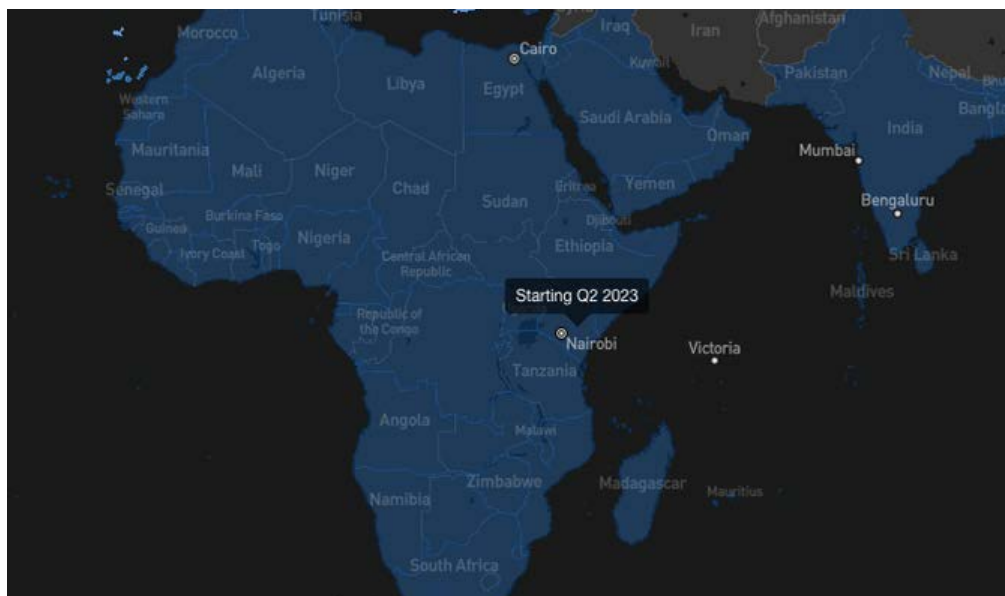 Tunisia
Morocco
Iraq
Iran
Afghanistan
Cairo
Algeria
Libya
Egypt
Kuwait
Pakistan
Nepal
Bhu
Western
Sahara
Saudi Arabia
Bangla
Oman
India
Mauritania
Mumbai
Mali
Niger
Chad
Senegal
Sudan
Eritrea
Yemen
Bengaluru
Burkina Faso
Djibouti
Guinea
Nigeria
Ivory Coast
Togo
Ethiopia
Sri Lanka
Central African
Republic
Maldives
Starting Q2 2023
Republic of
the Congo
Nairobi
Victoria
Tanzania
Angola
Malawi
Zimbabwe
Madagascar
Mauritius
Namibia
South Africa